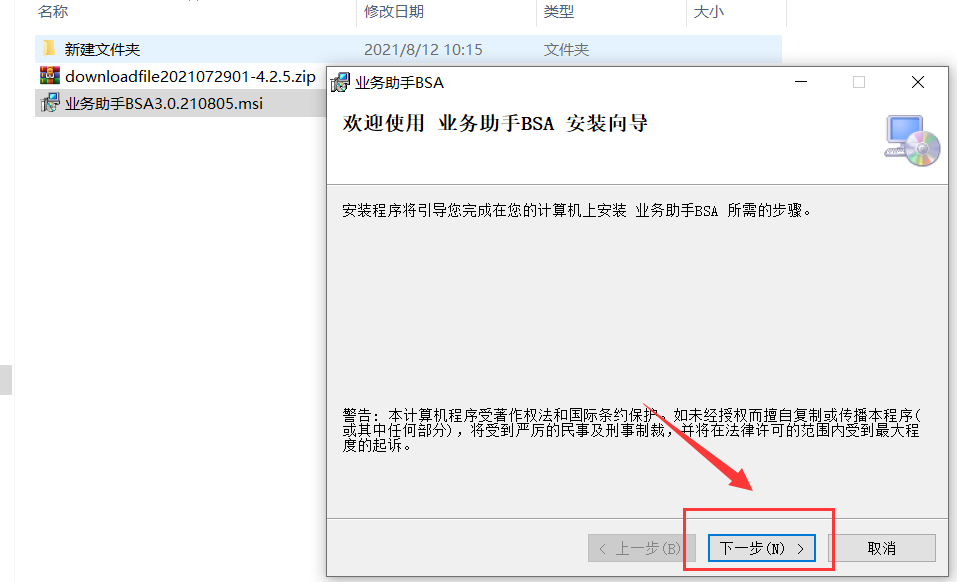 名称 修改日期 类型 大小
新建文件夹 2021/8/12 10:15 文件夹
downloadfile2021072901-4.2.5.zip
业务助手BSA3.0.210805.msi
业务助手BSA
欢迎使用 业务助手BSA 安装向导
安装程序将引导您完成在您的计算机上安装 业务助手BSA 所需的步骤。
警告: 本计算机程序受著作权法和国际条约保护。如未经授权而擅自复制或传播本程序(
或其中任何部分),将受到严厉的民事及刑事制裁,并将在法律许可的范围内受到最大程
度的起诉。
< 上一步(B) 下一步(N) > 取消